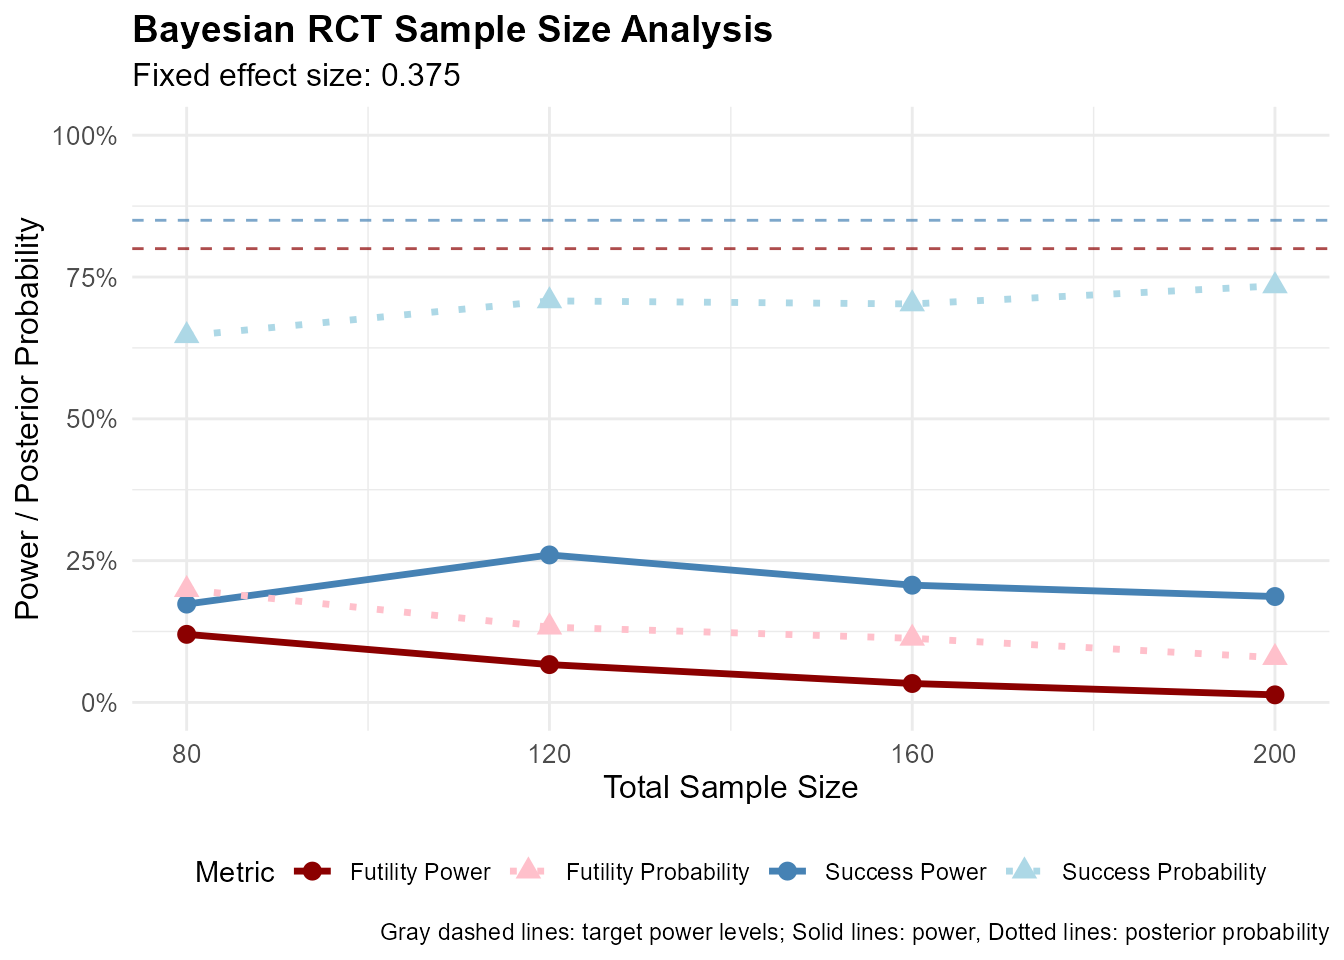 Bayesian RCT Sample Size Analysis
Fixed effect size: 0.375
Power / Posterior Probability
100%
75%
50%
25%
0%
80 120 160 200
Total Sample Size
Metric Futility Power Futility Probability Success Power Success Probability
Gray dashed lines: target power levels; Solid lines: power, Dotted lines: posterior probability